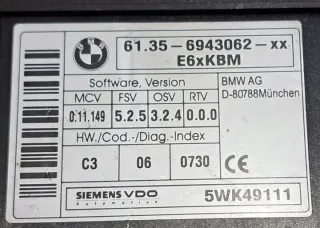 BMW
61.35 - 6943062 - xx
E6xKBM
Software, Version
MCV FSV OSV RTV
0.11.149 5.2.5 3.2.4 0.0.0
HW./Cod-/Diag.-Index
C3 06 0730
BMW AG
D-80788München
CE
SIEMENS VDO
Automotive
5WK49111